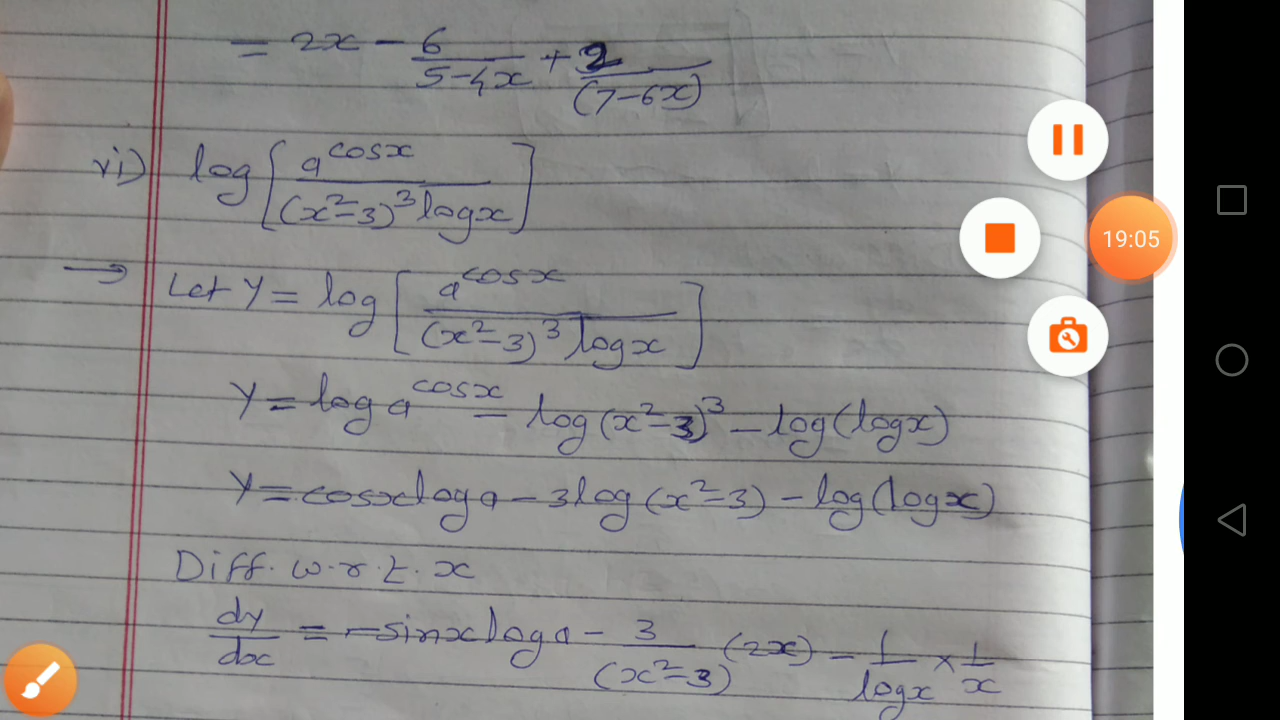 = 2x - 6/(5-4x) + 2/(7-6x)
vi) log [a^cosx / (x²-3)³ logx]
→ Let Y = log [a^cosx / (x²-3)³ logx]
Y = log a^cosx - log(x²-3)³ - log(logx)
Y = cosx log a - 3log(x²-3) - log(logx)
Diff. w.r.t. x
dy/dx = -sinx log a - 3/(x²-3) (2x) - 1/logx × 1/x
19:05